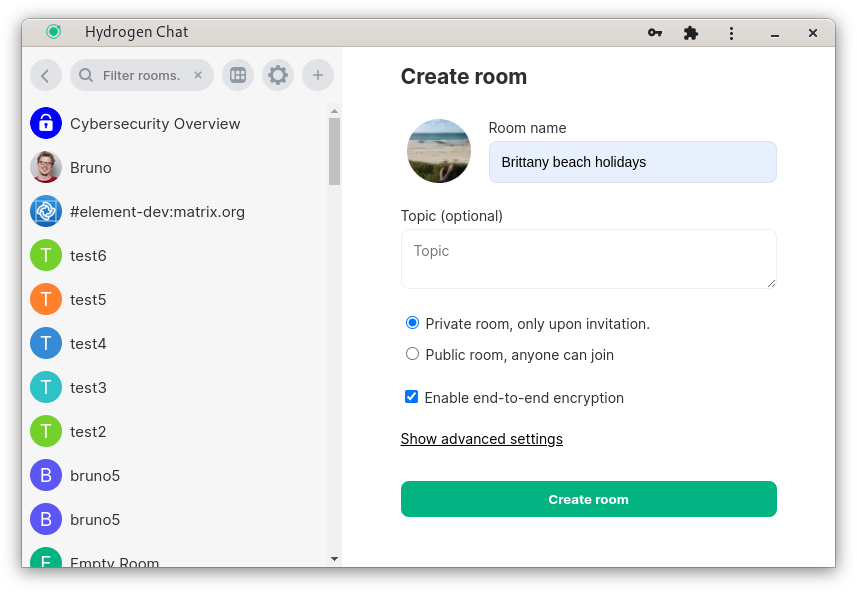 Hydrogen Chat
Filter rooms.
Cybersecurity Overview
Bruno
#element-dev:matrix.org
T test6
T test5
T test4
T test3
T test2
B bruno5
B bruno5
E Empty Room
Create room
Room name
Brittany beach holidays
Topic (optional)
Topic
Private room, only upon invitation.
Public room, anyone can join
Enable end-to-end encryption
Show advanced settings
Create room